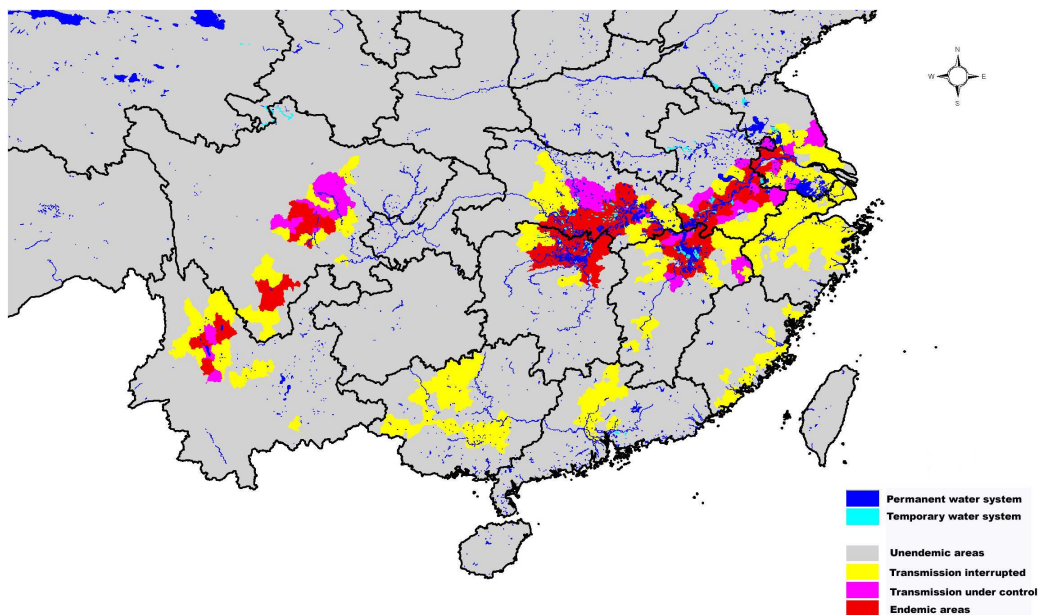 N
W E
S
Permanent water system
Temporary water system
Unendemic areas
Transmission interrupted
Transmission under control
Endemic areas